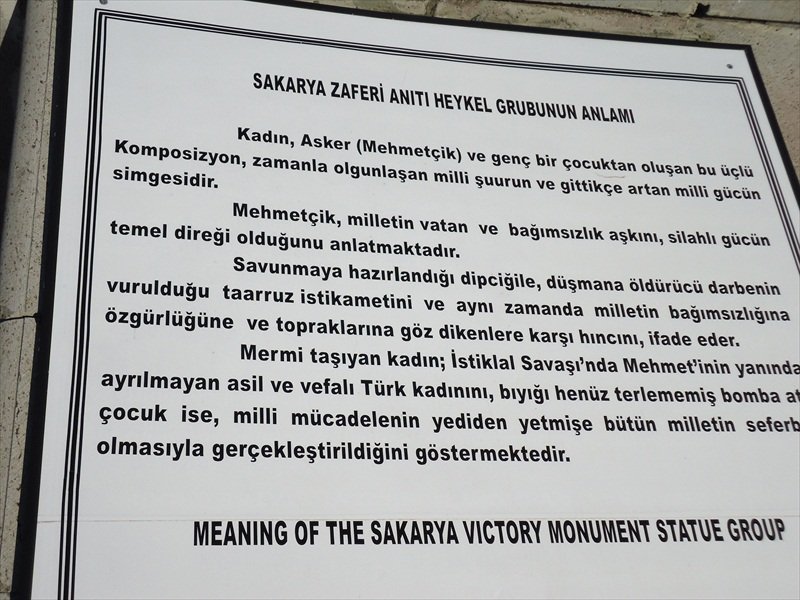 SAKARYA ZAFERİ ANITI HEYKEL GRUBUNUN ANLAMI
Kadın, Asker (Mehmetçik) ve genç bir çocuktan oluşan bu üçlü
Komposizyon, zamanla olgunlaşan milli şuurun ve gittikçe artan milli gücün
simgesidir.
Mehmetçik, milletin vatan ve bağımsızlık aşkını, silahlı gücün
temel direği olduğunu anlatmaktadır.
Savunmaya hazırlandığı dipciğile, düşmana öldürücü darbenin
vurulduğu taarruz istikametini ve aynı zamanda milletin bağımsızlığına
özgürlüğüne ve topraklarına göz dikenlere karşı hıncını, ifade eder.
Mermi taşıyan kadın; İstiklal Savaşı'nda Mehmet'inin yanında
ayrılmayan asil ve vefalı Türk kadınını, bıyığı henüz terlememiş bomba
çocuk ise, milli mücadelenin yediden yetmişe bütün milletin
olmasıyla gerçekleştirildiğini göstermektedir.
MEANING OF THE SAKARYA VICTORY MONUMENT STATUE GROUP